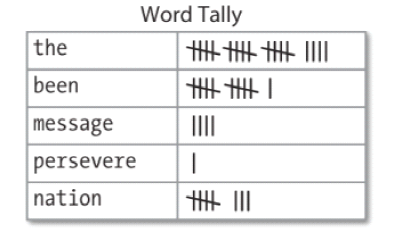 Word Tally
the
been
message
persevere
nation